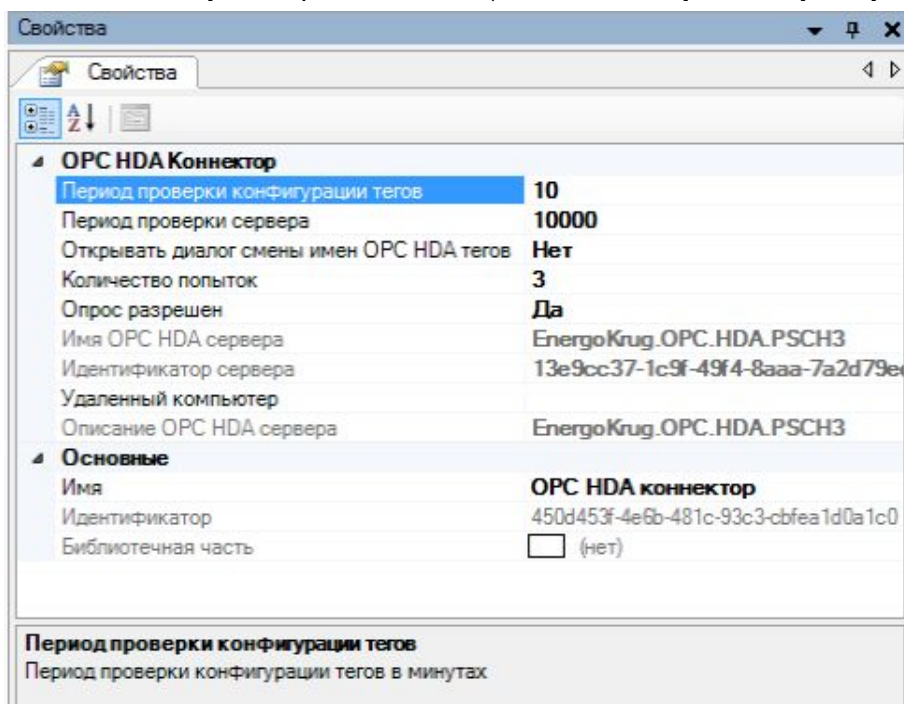 Свойства
Свойства
OPC HDA Коннектор
Период проверки конфигурации тегов 10
Период проверки сервера 10000
Открывать диалог смены имен OPC HDA тегов Нет
Количество попыток 3
Опрос разрешен Да
Имя OPC HDA сервера EnergoKrug.OPC.HDA.PSCH3
Идентификатор сервера 13e9cc37-1c9f-49f4-8aaa-7a2d79e
Удаленный компьютер
Описание OPC HDA сервера EnergoKrug.OPC.HDA.PSCH3
Основные
Имя OPC HDA коннектор
Идентификатор 450d453f-4e6b-481c-93c3-cbfea1d0a1c0
Библиотечная часть (нет)
Период проверки конфигурации тегов
Период проверки конфигурации тегов в минутах